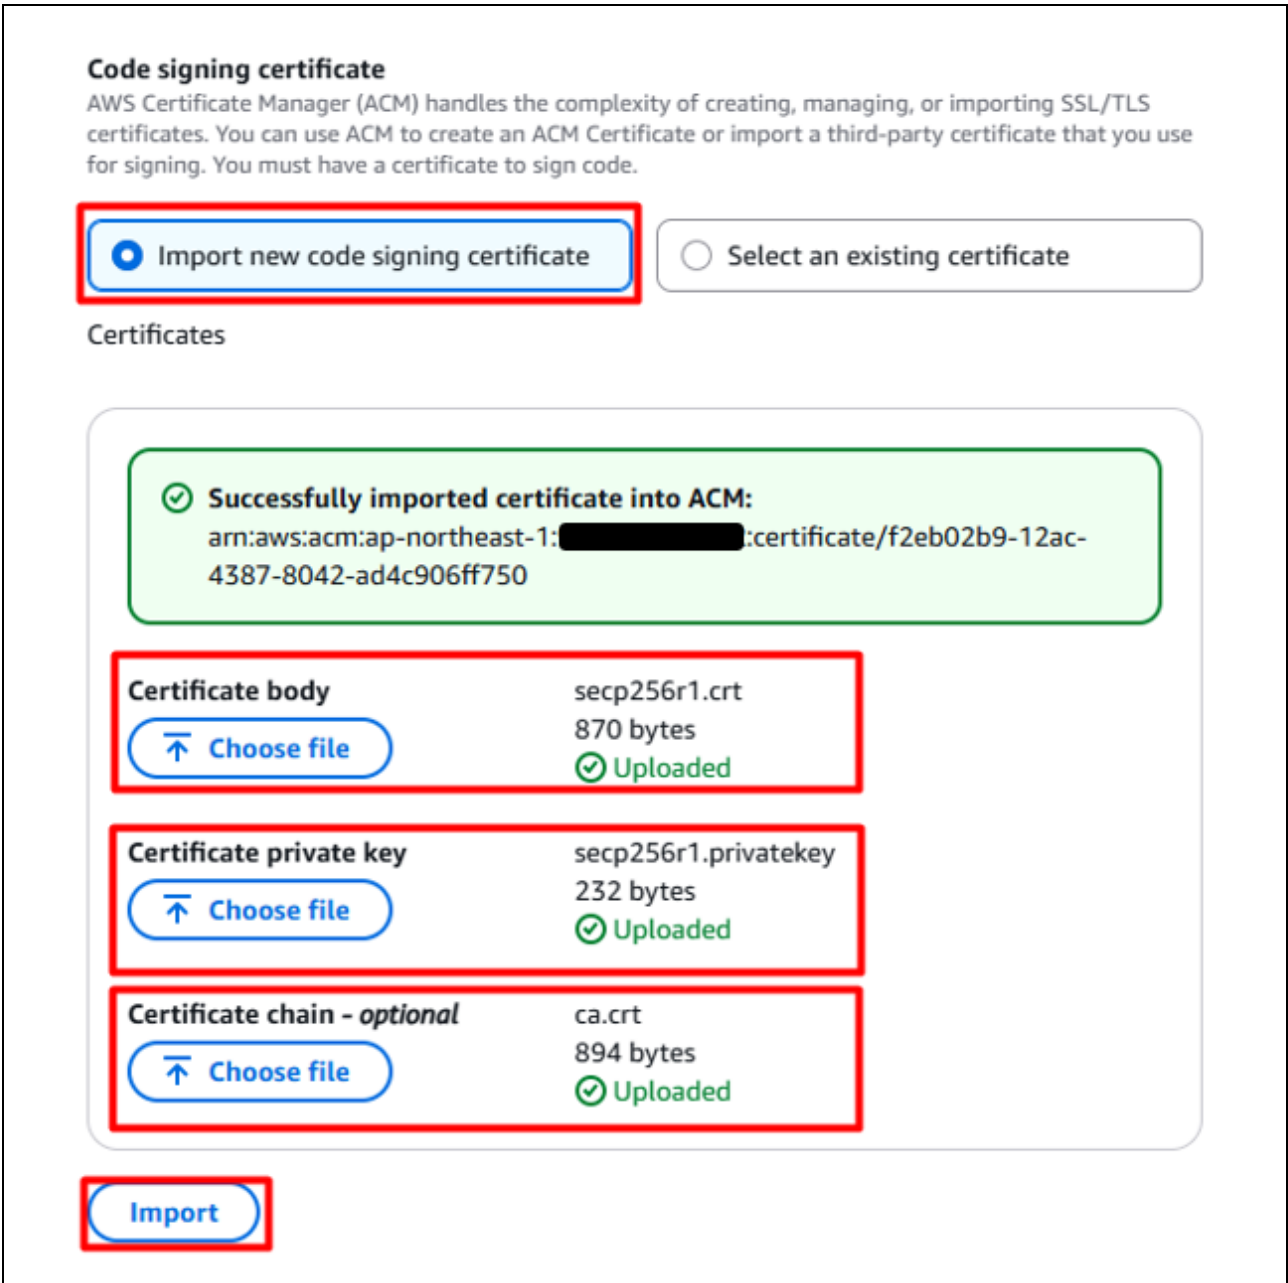 Code signing certificate
AWS Certificate Manager (ACM) handles the complexity of creating, managing, or importing SSL/TLS
certificates. You can use ACM to create an ACM Certificate or import a third-party certificate that you use
for signing. You must have a certificate to sign code.
Import new code signing certificate
Select an existing certificate
Certificates
Successfully imported certificate into ACM:
arn:aws:acm:ap-northeast-1: :certificate/f2eb02b9-12ac-
4387-8042-ad4c906ff750
Certificate body
secp256r1.crt
Choose file
870 bytes
Uploaded
Certificate private key
secp256r1.privatekey
Choose file
232 bytes
Uploaded
Certificate chain - optional
ca.crt
Choose file
894 bytes
Uploaded
Import